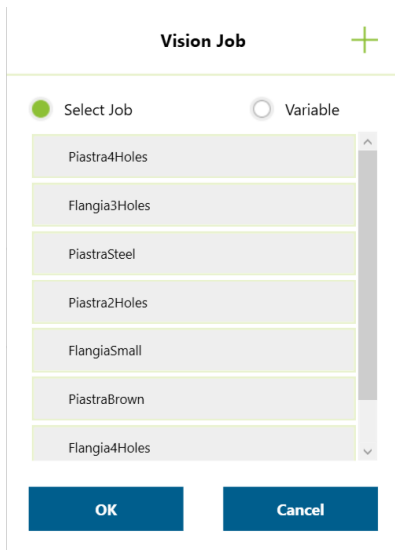 Vision Job
Select Job Variable
Piastra4Holes
Flangia3Holes
PiastraSteel
Piastra2Holes
FlangiaSmall
PiastraBrown
Flangia4Holes
OK Cancel